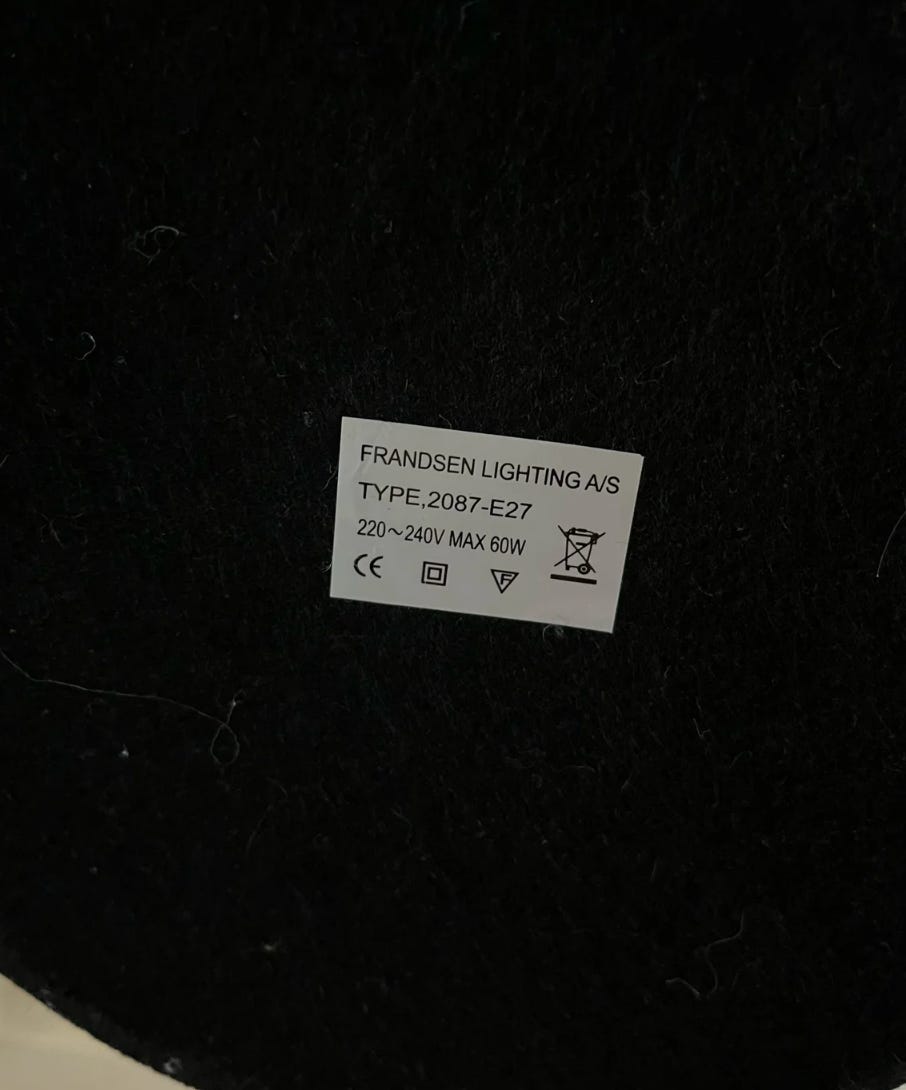 FRANDSEN LIGHTING A/S
TYPE,2087-E27
220~240V MAX 60W
CE F